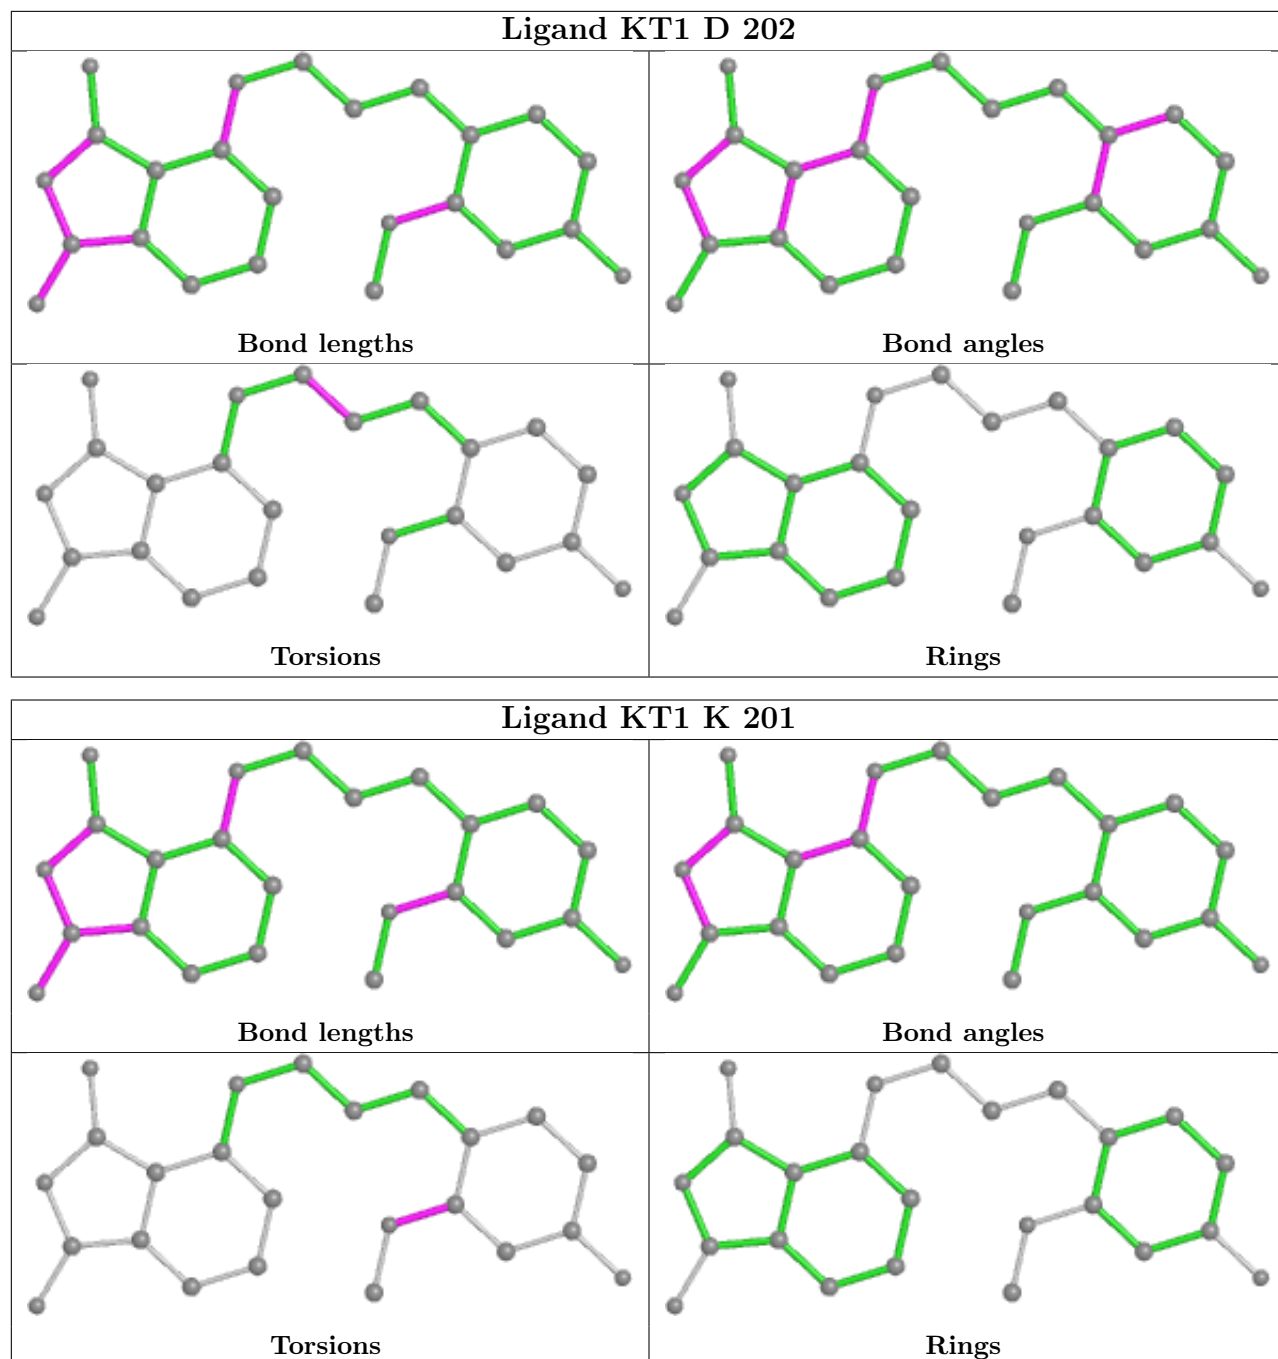 Ligand KT1 D 202
Bond lengths
Bond angles
Torsions
Rings
Ligand KT1 K 201
Bond lengths
Bond angles
Torsions
Rings